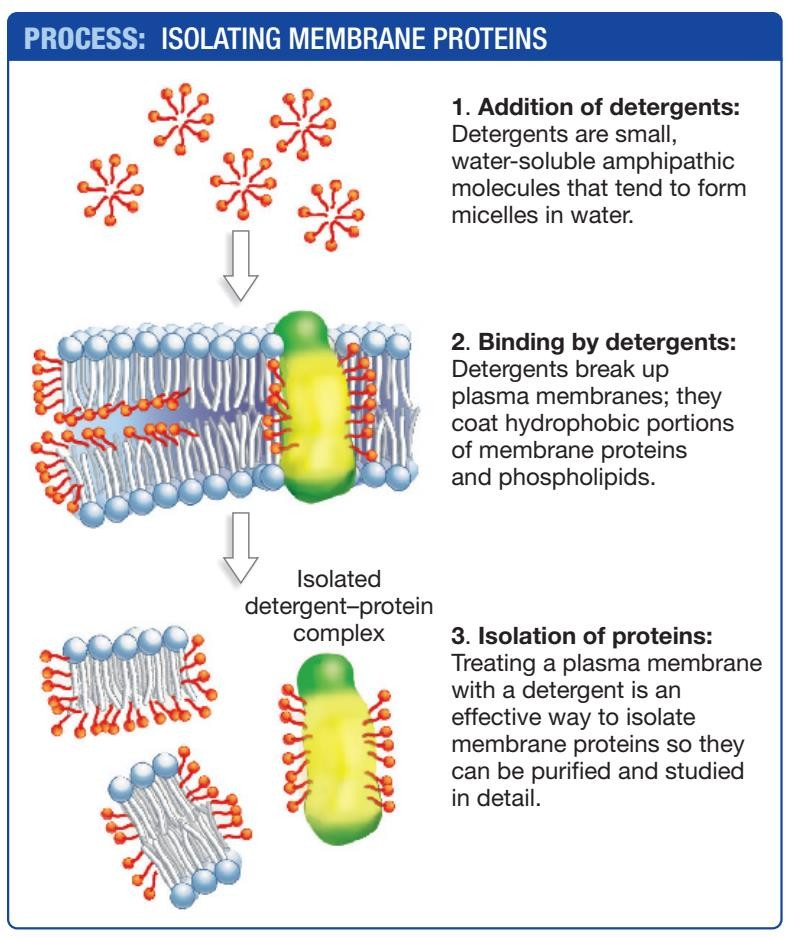 PROCESS: ISOLATING MEMBRANE PROTEINS
1. Addition of detergents:
Detergents are small,
water-soluble amphipathic
molecules that tend to form
micelles in water.
2. Binding by detergents:
Detergents break up
plasma membranes; they
coat hydrophobic portions
of membrane proteins
and phospholipids.
Isolated
detergent–protein
complex
3. Isolation of proteins:
Treating a plasma membrane
with a detergent is an
effective way to isolate
membrane proteins so they
can be purified and studied
in detail.